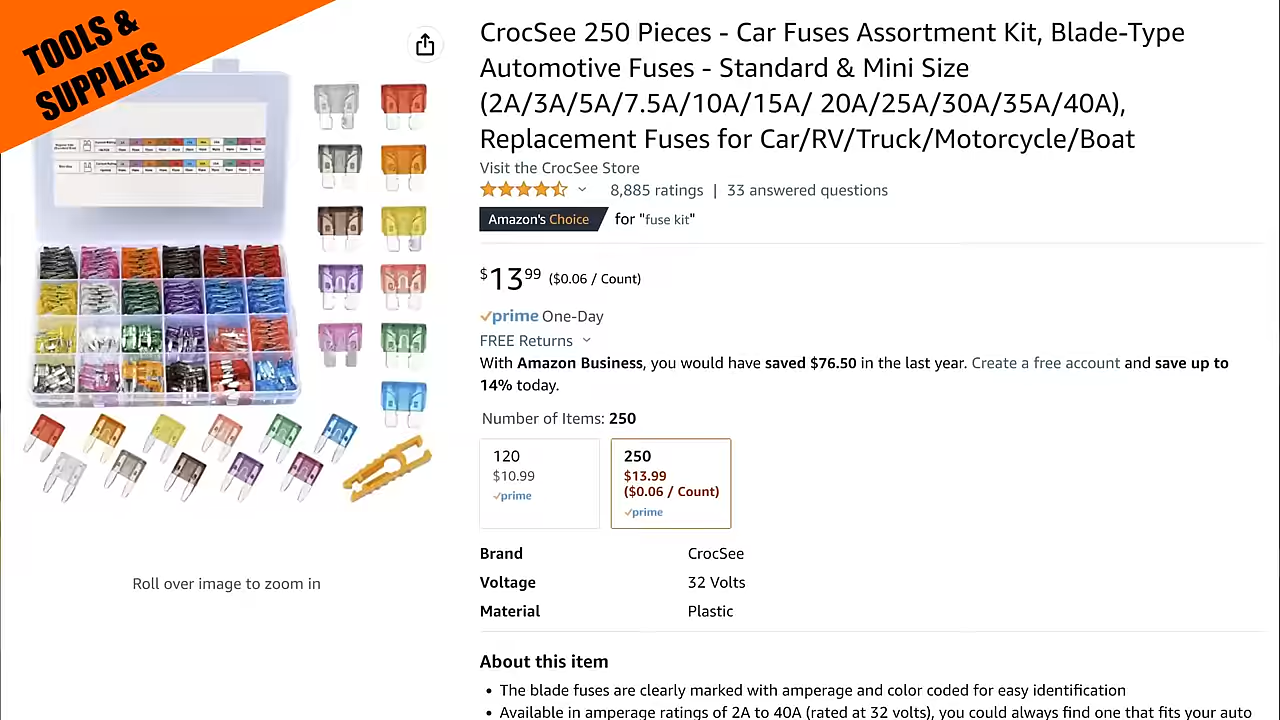 TOOLS &
SUPPLIES
CrocSee 250 Pieces - Car Fuses Assortment Kit, Blade-Type
Automotive Fuses - Standard & Mini Size
(2A/3A/5A/7.5A/10A/15A/ 20A/25A/30A/35A/40A),
Replacement Fuses for Car/RV/Truck/Motorcycle/Boat
Visit the CrocSee Store
8,885 ratings | 33 answered questions
Amazon's Choice for "fuse kit"
$13.99 ($0.06 / Count)
prime One-Day
FREE Returns
With Amazon Business, you would have saved $76.50 in the last year. Create a free account and save up to
14% today.
Number of Items: 250
120
$10.99
prime
250
$13.99
($0.06 / Count)
prime
Brand CrocSee
Voltage 32 Volts
Material Plastic
Roll over image to zoom in
About this item
• The blade fuses are clearly marked with amperage and color coded for easy identification
• Available in amperage ratings of 2A to 40A (rated at 32 volts), you could always find one that fits your auto